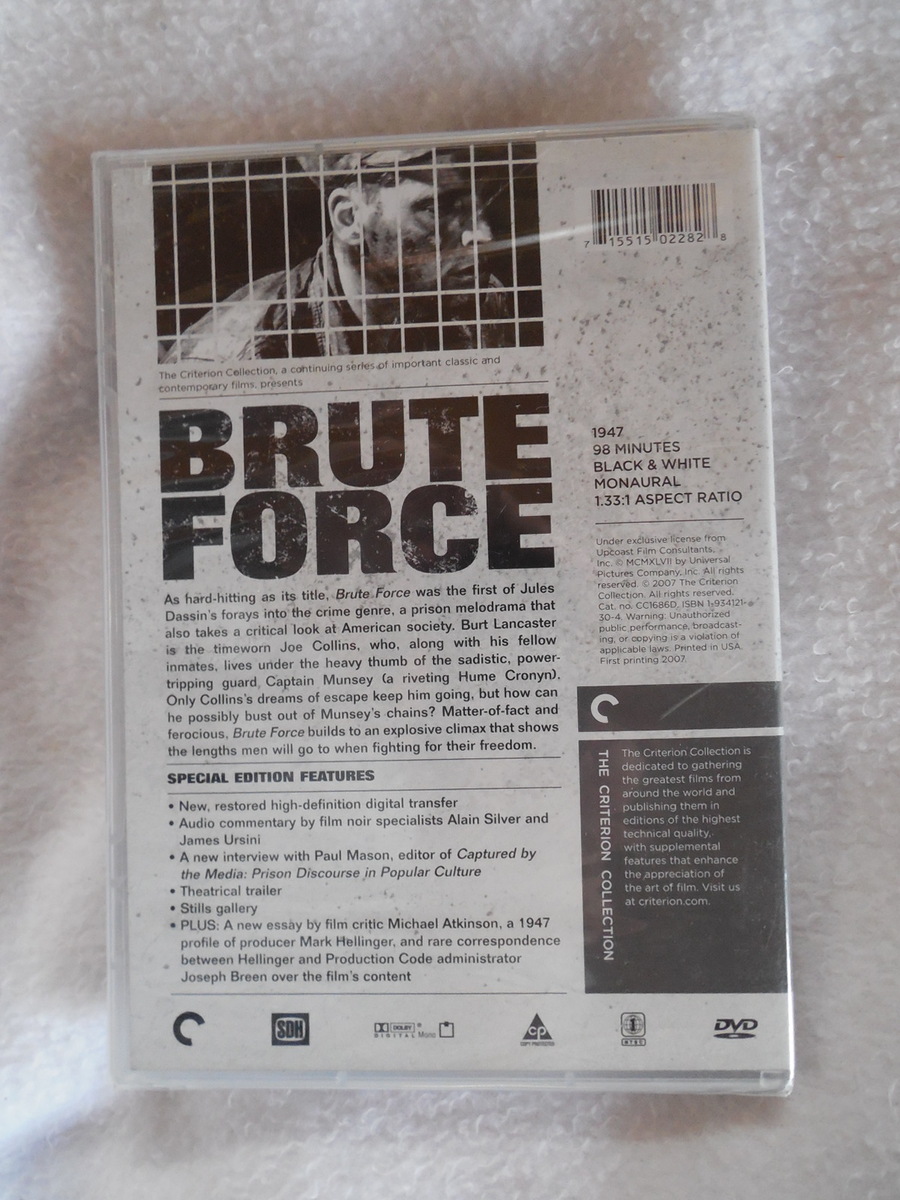 7 15515 02282 8
The Criterion Collection, a continuing series of important classic and
contemporary films, presents
BRUTE
FORCE
As hard-hitting as its title, Brute Force was the first of Jules
Dassin's forays into the crime genre, a prison melodrama that
also takes a critical look at American society. Burt Lancaster
is the timeworn Joe Collins, who, along with his fellow
inmates, lives under the heavy thumb of the sadistic, power-
tripping guard Captain Munsey (a riveting Hume Cronyn).
Only Collins's dreams of escape keep him going, but how can
he possibly bust out of Munsey's chains? Matter-of-fact and
ferocious, Brute Force builds to an explosive climax that shows
the lengths men will go to when fighting for their freedom.
SPECIAL EDITION FEATURES
• New, restored high-definition digital transfer
• Audio commentary by film noir specialists Alain Silver and
James Ursini
• A new interview with Paul Mason, editor of Captured by
the Media: Prison Discourse in Popular Culture
• Theatrical trailer
• Stills gallery
• PLUS: A new essay by film critic Michael Atkinson, a 1947
profile of producer Mark Hellinger, and rare correspondence
between Hellinger and Production Code administrator
Joseph Breen over the film's content
1947
98 MINUTES
BLACK & WHITE
MONAURAL
1.33:1 ASPECT RATIO
Under exclusive license from
Upcoast Film Consultants,
Inc. © MCMXLVII by Universal
Pictures Company, Inc. All rights
reserved. © 2007 The Criterion
Collection. All rights reserved.
Cat. no. CC1686D. ISBN 1-934121-
30-4. Warning: Unauthorized
public performance, broadcast-
ing, or copying is a violation of
applicable laws. Printed in USA.
First printing 2007.
THE CRITERION COLLECTION
The Criterion Collection is
dedicated to gathering
the greatest films from
around the world and
publishing them in
editions of the highest
technical quality,
with supplemental
features that enhance
the appreciation of
the art of film. Visit us
at criterion.com.
SDH
DOLBY
DIGITAL Mono
CP
COPY PROTECTED
1
NTSC
DVD